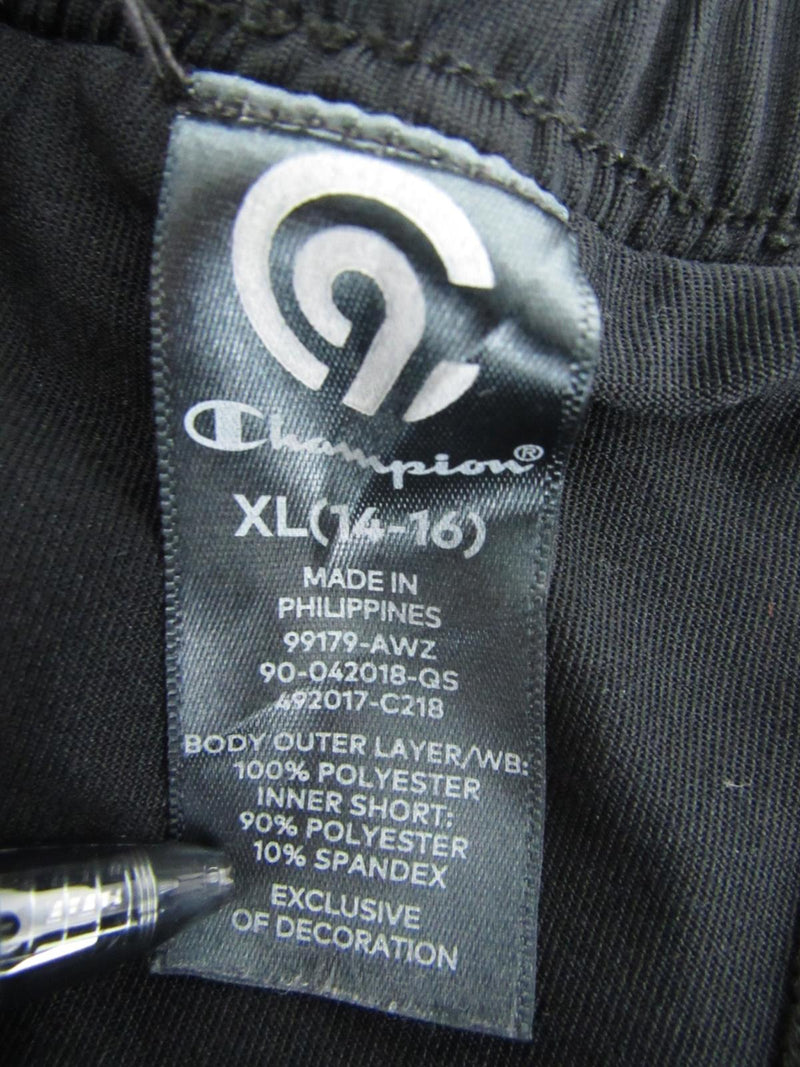 C9
Champion®
XL(14-16)
MADE IN
PHILIPPINES
99179-AWZ
90-042018-QS
492017-C218
BODY OUTER LAYER/WB:
100% POLYESTER
INNER SHORT:
90% POLYESTER
10% SPANDEX
EXCLUSIVE
OF DECORATION